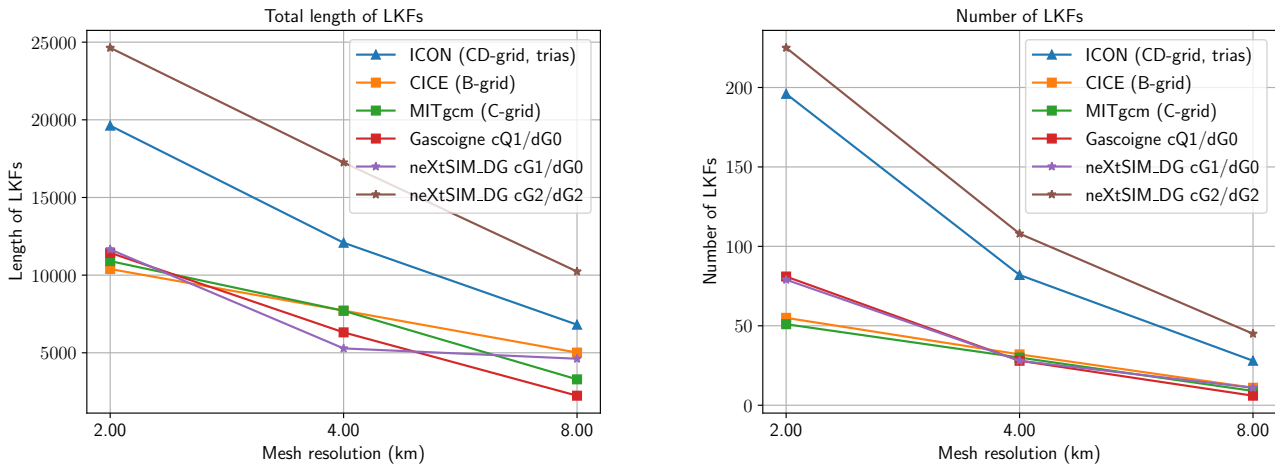 Total length of LKFs
Length of LKFs
25000
20000
15000
10000
5000
ICON (CD-grid, trias)
CICE (B-grid)
MITgcm (C-grid)
Gascoigne cQ1/dG0
neXtSIM_DG cG1/dG0
neXtSIM_DG cG2/dG2
2.00 4.00 8.00
Mesh resolution (km)
Number of LKFs
Number of LKFs
200
150
100
50
0
ICON (CD-grid, trias)
CICE (B-grid)
MITgcm (C-grid)
Gascoigne cQ1/dG0
neXtSIM_DG cG1/dG0
neXtSIM_DG cG2/dG2
2.00 4.00 8.00
Mesh resolution (km)